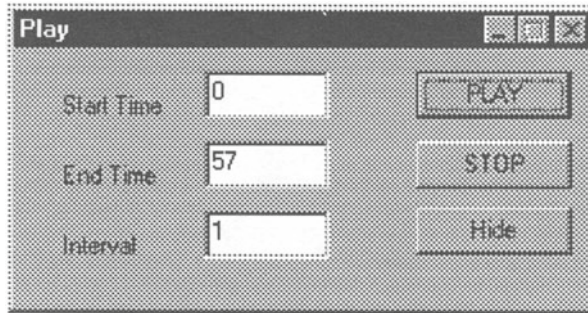 Play
Start Time 0 PLAY
End Time 57 STOP
Interval 1 Hide